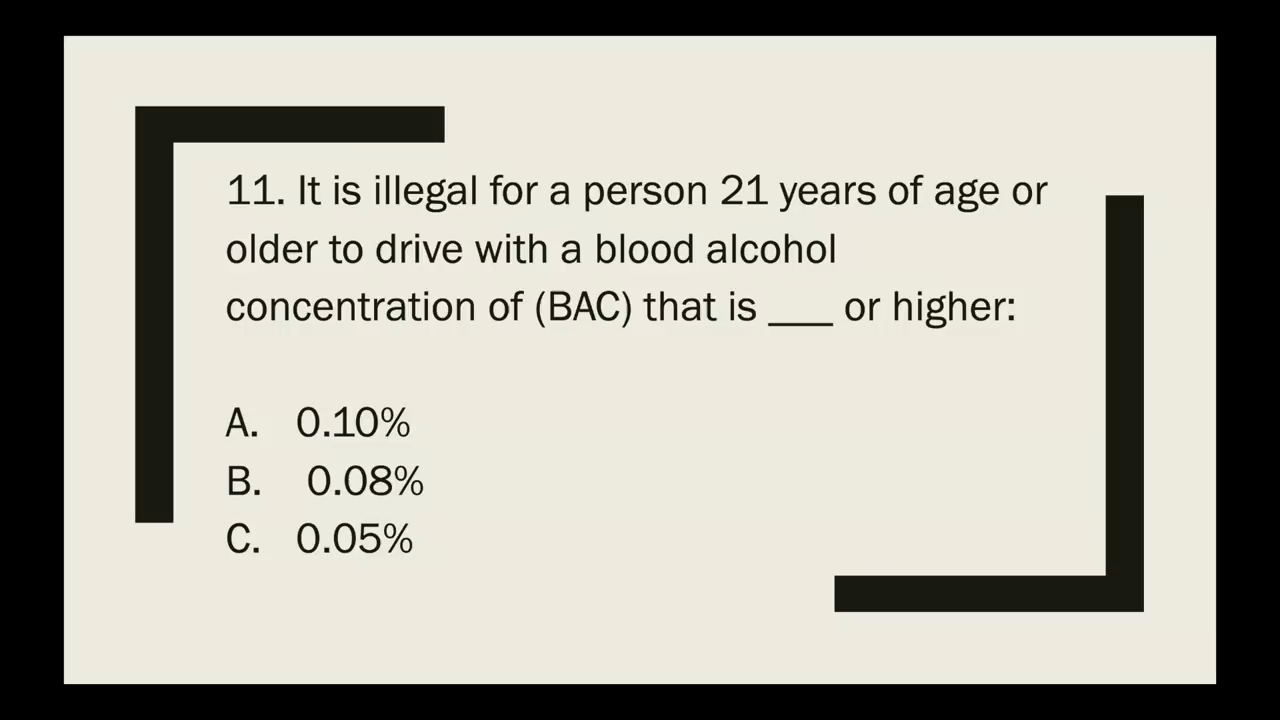 11. It is illegal for a person 21 years of age or
older to drive with a blood alcohol
concentration of (BAC) that is ___ or higher:
A. 0.10%
B. 0.08%
C. 0.05%